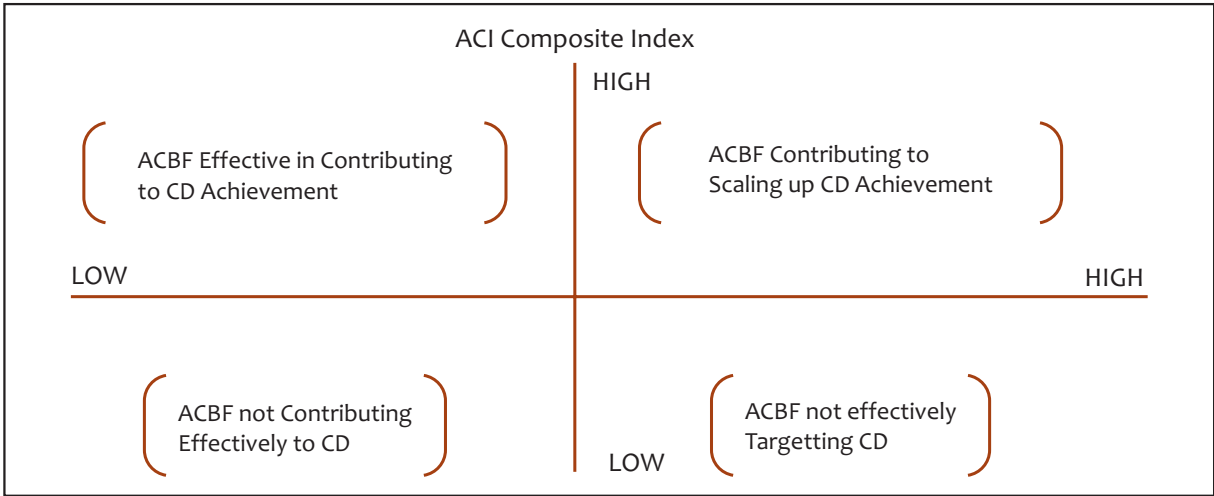 ACI Composite Index
HIGH
ACBF Effective in Contributing
to CD Achievement
ACBF Contributing to
Scaling up CD Achievement
LOW
HIGH
ACBF not Contributing
Effectively to CD
ACBF not effectively
Targetting CD
LOW